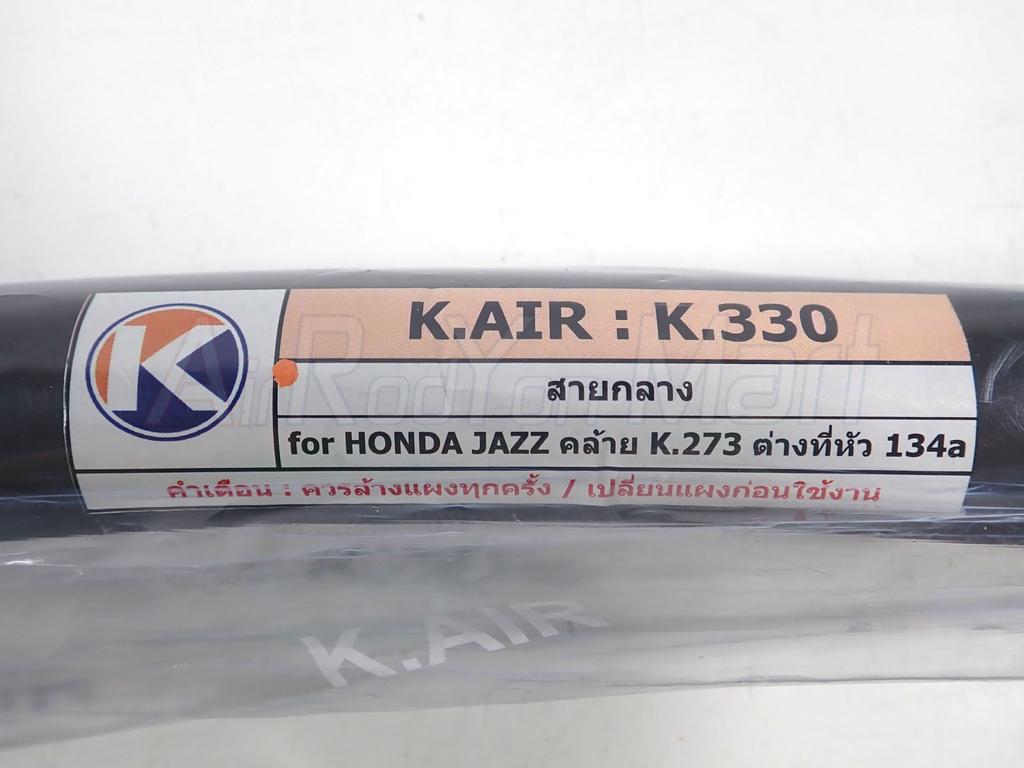 K
K.AIR : K.330
สายกลาง
for HONDA JAZZ คล้าย K.273 ต่างที่หัว 134a
คำเตือน : ควรล้างแผงทุกครั้ง / เปลี่ยนแผงก่อนใช้งาน
AirRodYon Mart
K.AIR